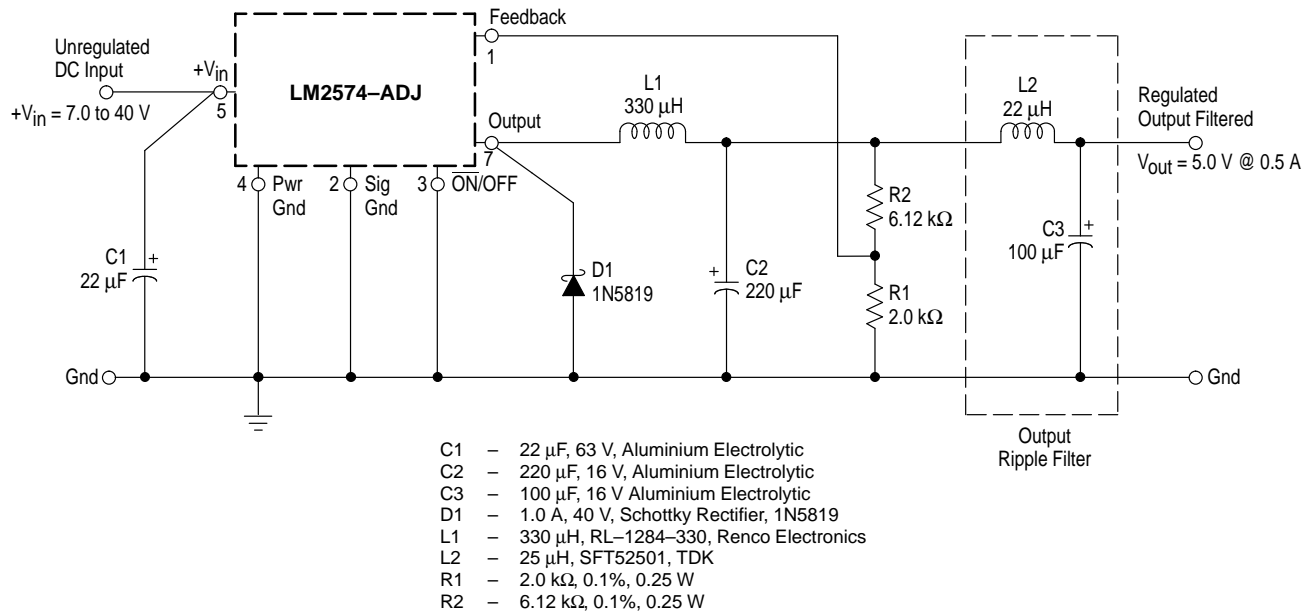 Feedback
1
Unregulated
DC Input
+Vin
+Vin = 7.0 to 40 V
5
LM2574–ADJ
Output
7
L1
330 µH
L2
22 µH
Regulated
Output Filtered
Vout = 5.0 V @ 0.5 A
4 Pwr
Gnd
2 Sig
Gnd
3 O̅N̅/OFF
R2
6.12 kΩ
C1
22 µF
+
D1
1N5819
+
C2
220 µF
R1
2.0 kΩ
C3
100 µF
+
Gnd
Gnd
Output
Ripple Filter
C1 – 22 µF, 63 V, Aluminium Electrolytic
C2 – 220 µF, 16 V, Aluminium Electrolytic
C3 – 100 µF, 16 V Aluminium Electrolytic
D1 – 1.0 A, 40 V, Schottky Rectifier, 1N5819
L1 – 330 µH, RL–1284–330, Renco Electronics
L2 – 25 µH, SFT52501, TDK
R1 – 2.0 kΩ, 0.1%, 0.25 W
R2 – 6.12 kΩ, 0.1%, 0.25 W